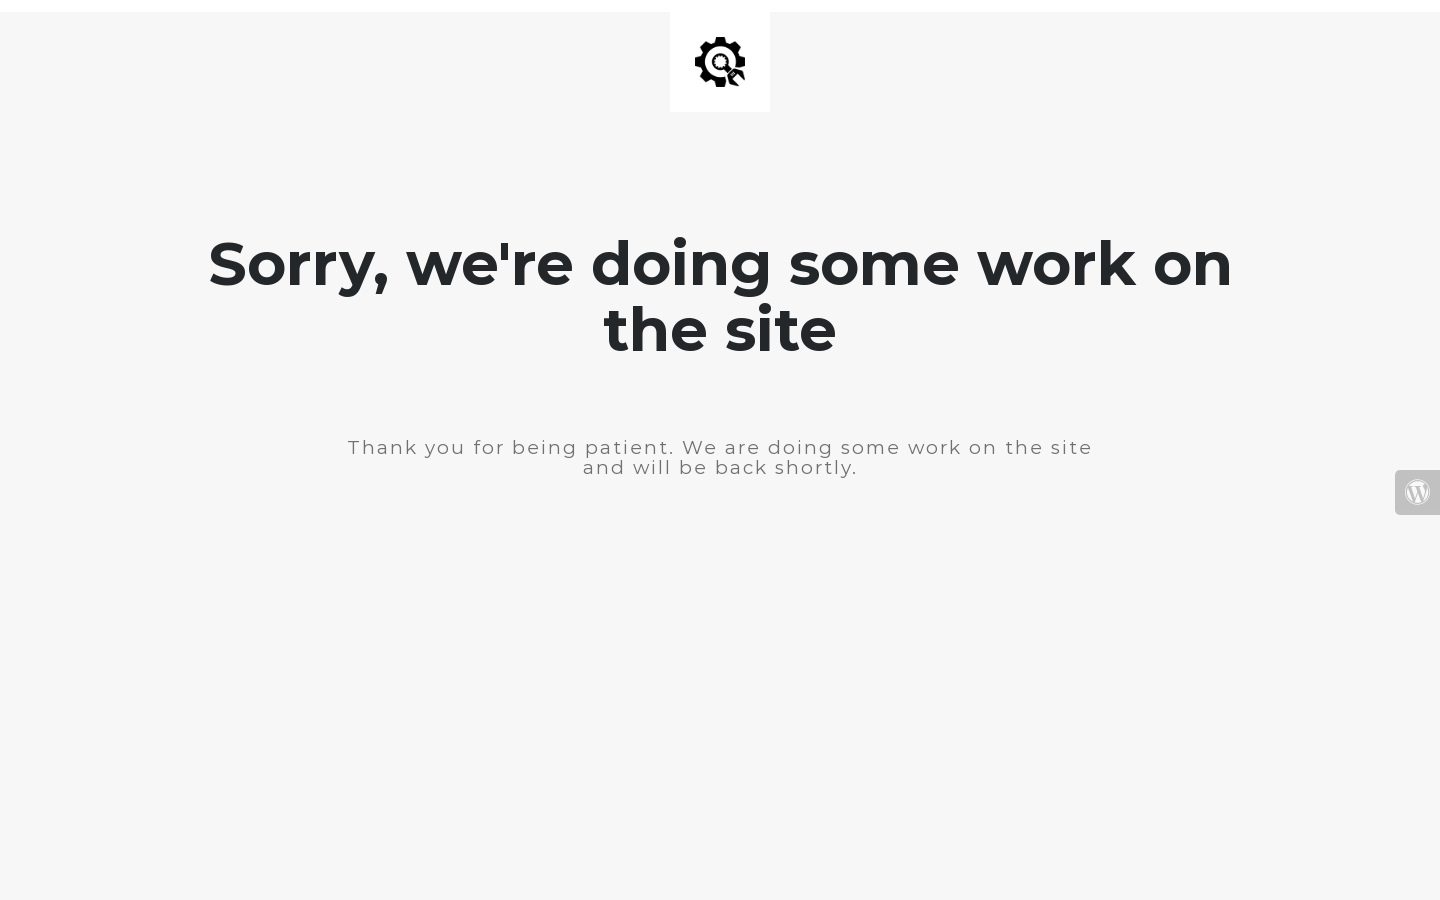 Sorry, we're doing some work on
the site
Thank you for being patient. We are doing some work on the site
and will be back shortly.